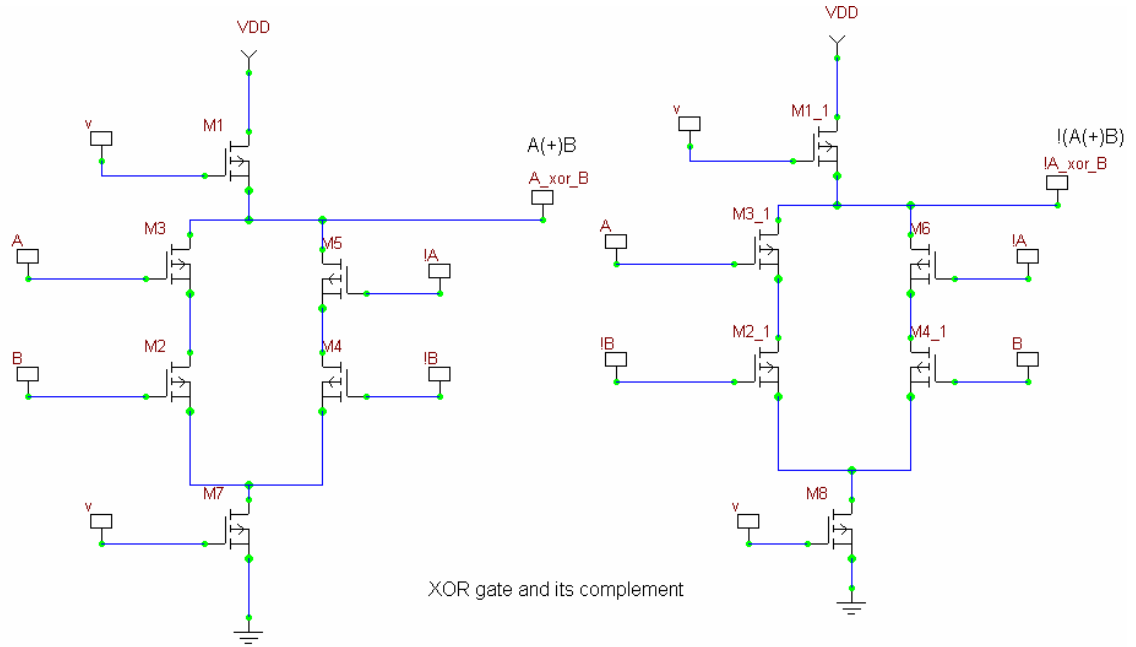 VDD
v
M1
A(+)B
A_xor_B
M3
A
M5
!A
M2
B
M4
!B
M7
v
VDD
v
M1_1
!(A(+)B)
!A_xor_B
M3_1
A
M6
!A
M2_1
!B
M4_1
B
M8
v
XOR gate and its complement